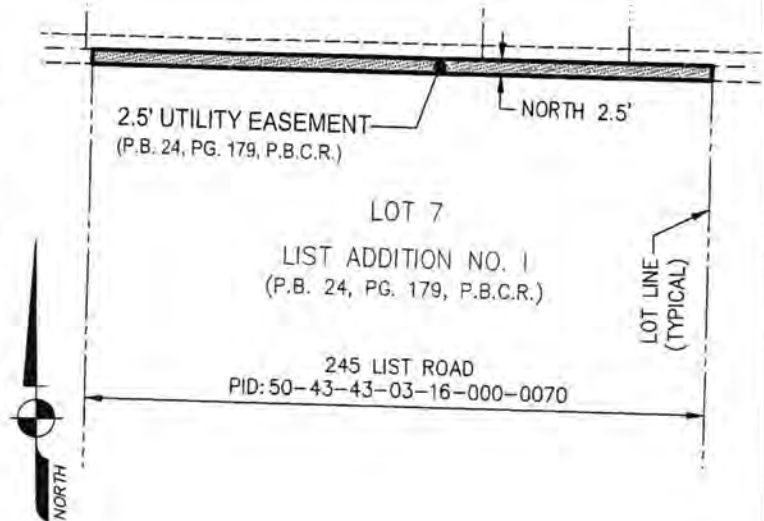 2.5' UTILITY EASEMENT
(P.B. 24, PG. 179, P.B.C.R.)
NORTH 2.5'
LOT 7
LIST ADDITION NO. 1
(P.B. 24, PG. 179, P.B.C.R.)
LOT LINE
(TYPICAL)
245 LIST ROAD
PID: 50-43-43-03-16-000-0070
NORTH